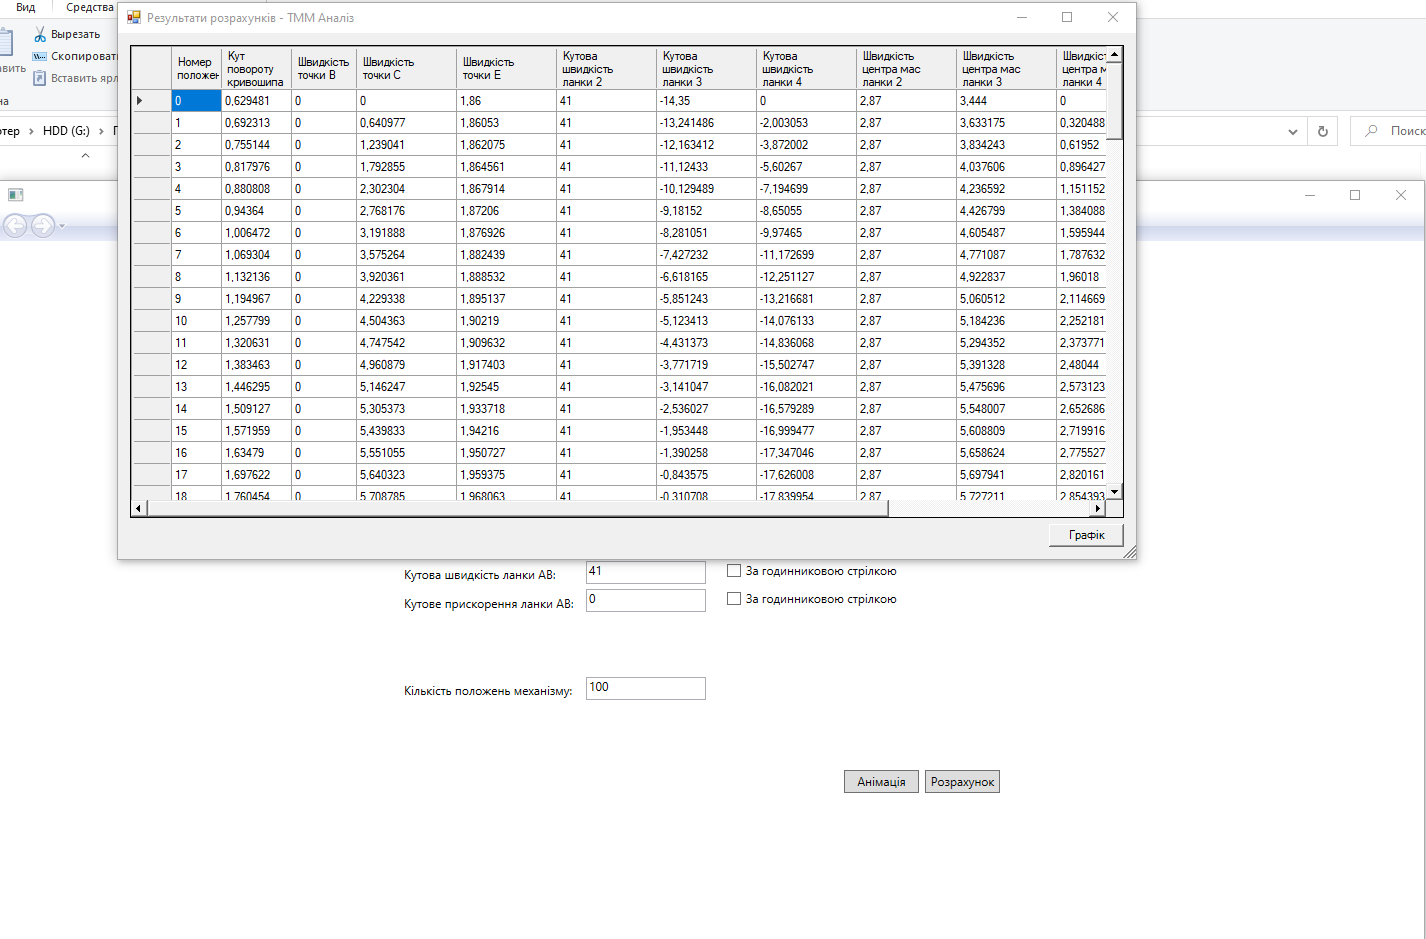 Вид
Средства
Результати розрахунків - ТММ Аналіз
Вырезать
Скопировать
Вставить ярл
авить
на
ютер > HDD (G:) > П
Поиск
Номер положен
Кут повороту кривошипа
Швидкість точки B
Швидкість точки C
Швидкість точки E
Кутова швидкість ланки 2
Кутова швидкість ланки 3
Кутова швидкість ланки 4
Швидкість центра мас ланки 2
Швидкість центра мас ланки 3
Швидкіст центра м ланки 4
0 0,629481 0 0 1,86 41 -14,35 0 2,87 3,444 0
1 0,692313 0 0,640977 1,86053 41 -13,241486 -2,003053 2,87 3,633175 0,320488
2 0,755144 0 1,239041 1,862075 41 -12,163412 -3,872002 2,87 3,834243 0,61952
3 0,817976 0 1,792855 1,864561 41 -11,12433 -5,60267 2,87 4,037606 0,896427
4 0,880808 0 2,302304 1,867914 41 -10,129489 -7,194699 2,87 4,236592 1,151152
5 0,94364 0 2,768176 1,87206 41 -9,18152 -8,65055 2,87 4,426799 1,384088
6 1,006472 0 3,191888 1,876926 41 -8,281051 -9,97465 2,87 4,605487 1,595944
7 1,069304 0 3,575264 1,882439 41 -7,427232 -11,172699 2,87 4,771087 1,787632
8 1,132136 0 3,920361 1,888532 41 -6,618165 -12,251127 2,87 4,922837 1,96018
9 1,194967 0 4,229338 1,895137 41 -5,851243 -13,216681 2,87 5,060512 2,114669
10 1,257799 0 4,504363 1,90219 41 -5,123413 -14,076133 2,87 5,184236 2,252181
11 1,320631 0 4,747542 1,909632 41 -4,431373 -14,836068 2,87 5,294352 2,373771
12 1,383463 0 4,960879 1,917403 41 -3,771719 -15,502747 2,87 5,391328 2,48044
13 1,446295 0 5,146247 1,92545 41 -3,141047 -16,082021 2,87 5,475696 2,573123
14 1,509127 0 5,305373 1,933718 41 -2,536027 -16,579289 2,87 5,548007 2,652686
15 1,571959 0 5,439833 1,94216 41 -1,953448 -16,999477 2,87 5,608809 2,719916
16 1,63479 0 5,551055 1,950727 41 -1,390258 -17,347046 2,87 5,658624 2,775527
17 1,697622 0 5,640323 1,959375 41 -0,843575 -17,626008 2,87 5,697941 2,820161
18 1,760454 0 5,708785 1,968063 41 -0,310708 -17,839954 2,87 5,727211 2,854393
Графік
Кутова швидкість ланки АВ: 41 За годинниковою стрілкою
Кутове прискорення ланки АВ: 0 За годинниковою стрілкою
Кількість положень механізму: 100
Анімація Розрахунок